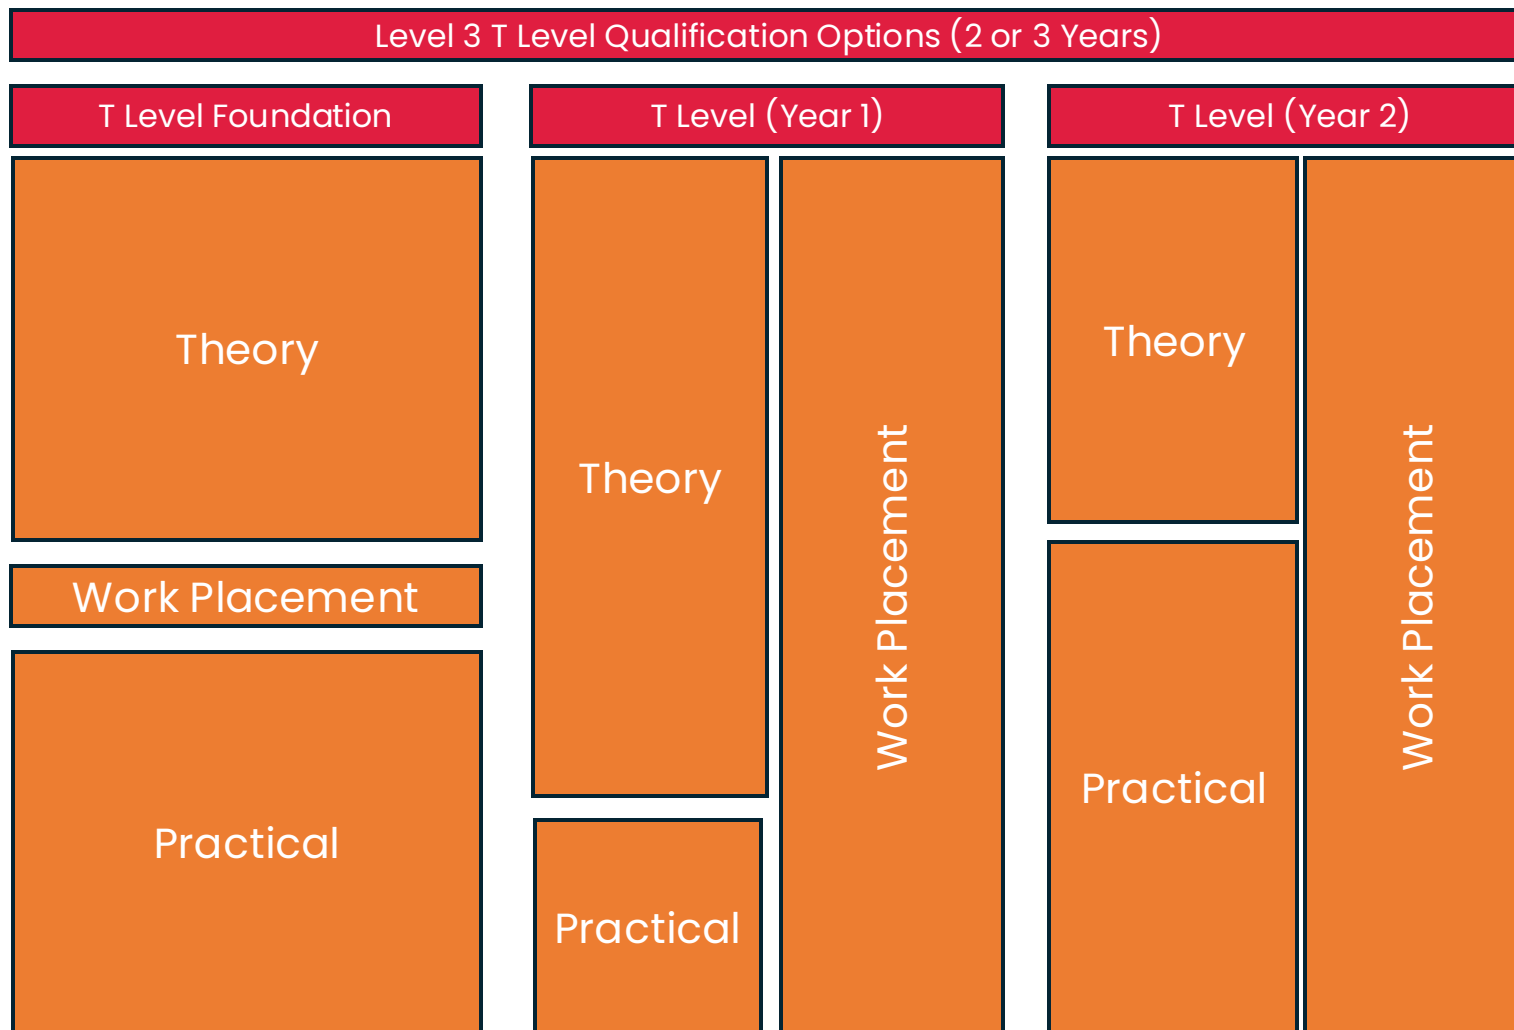 Level 3 T Level Qualification Options (2 or 3 Years)
T Level Foundation
Theory
Work Placement
Practical
T Level (Year 1)
Theory
Practical
Work Placement
T Level (Year 2)
Theory
Practical
Work Placement